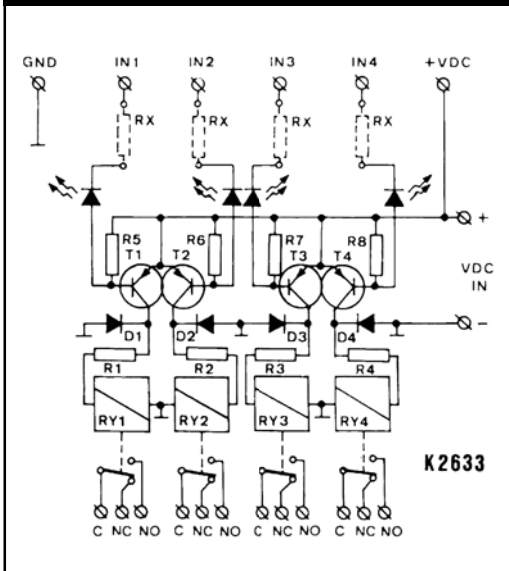 GND IN1 IN2 IN3 IN4 +VDC
RX RX RX RX
+
R5 R6 R7 R8
T1 T2 T3 T4
VDC
IN
-
D1 D2 D3 D4
R1 R2 R3 R4
RY1 RY2 RY3 RY4
K2633
C NC NO C NC NO C NC NO C NC NO